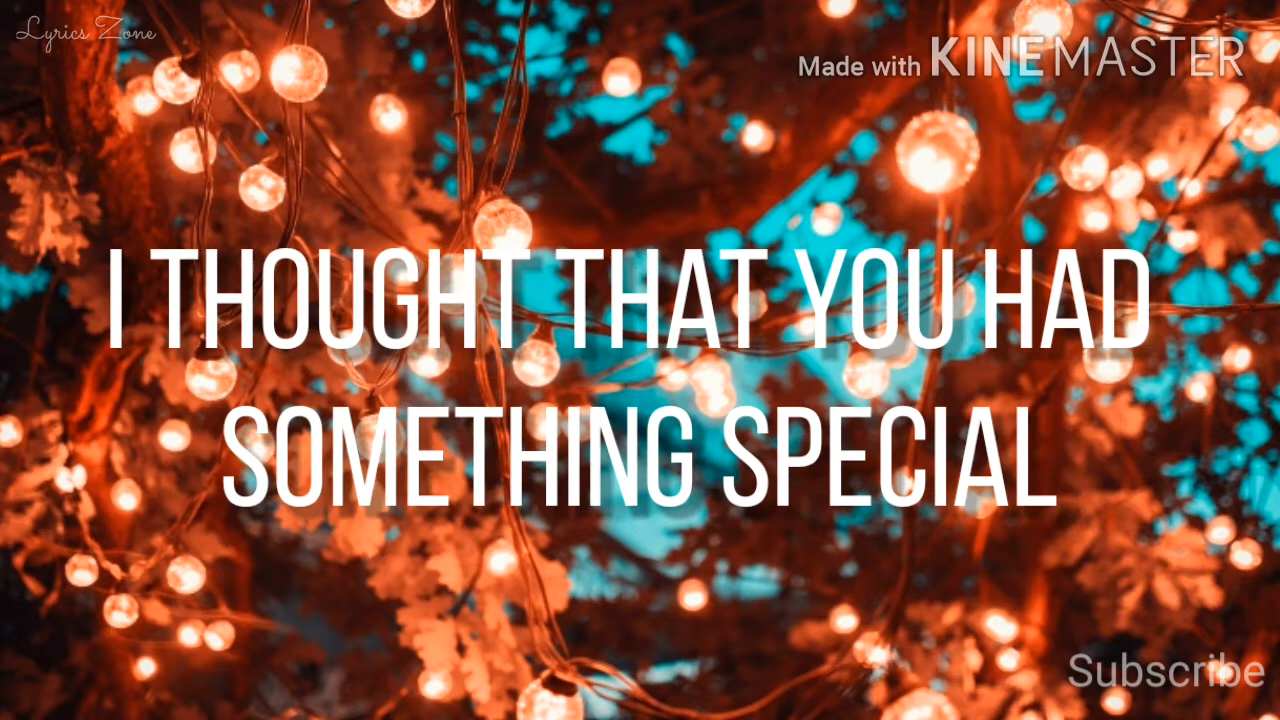 Lyrics Zone
Made with KINEMASTER
I THOUGHT THAT YOU HAD
SOMETHING SPECIAL
Subscribe